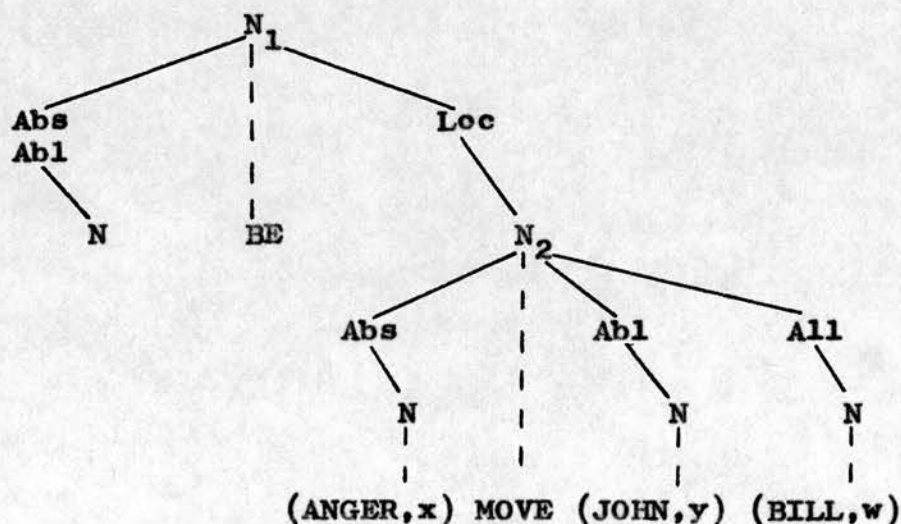 N1
Abs Loc
Abl
N BE N2
Abs Abl All
N N N
(ANGER,x) MOVE (JOHN,y) (BILL,w)